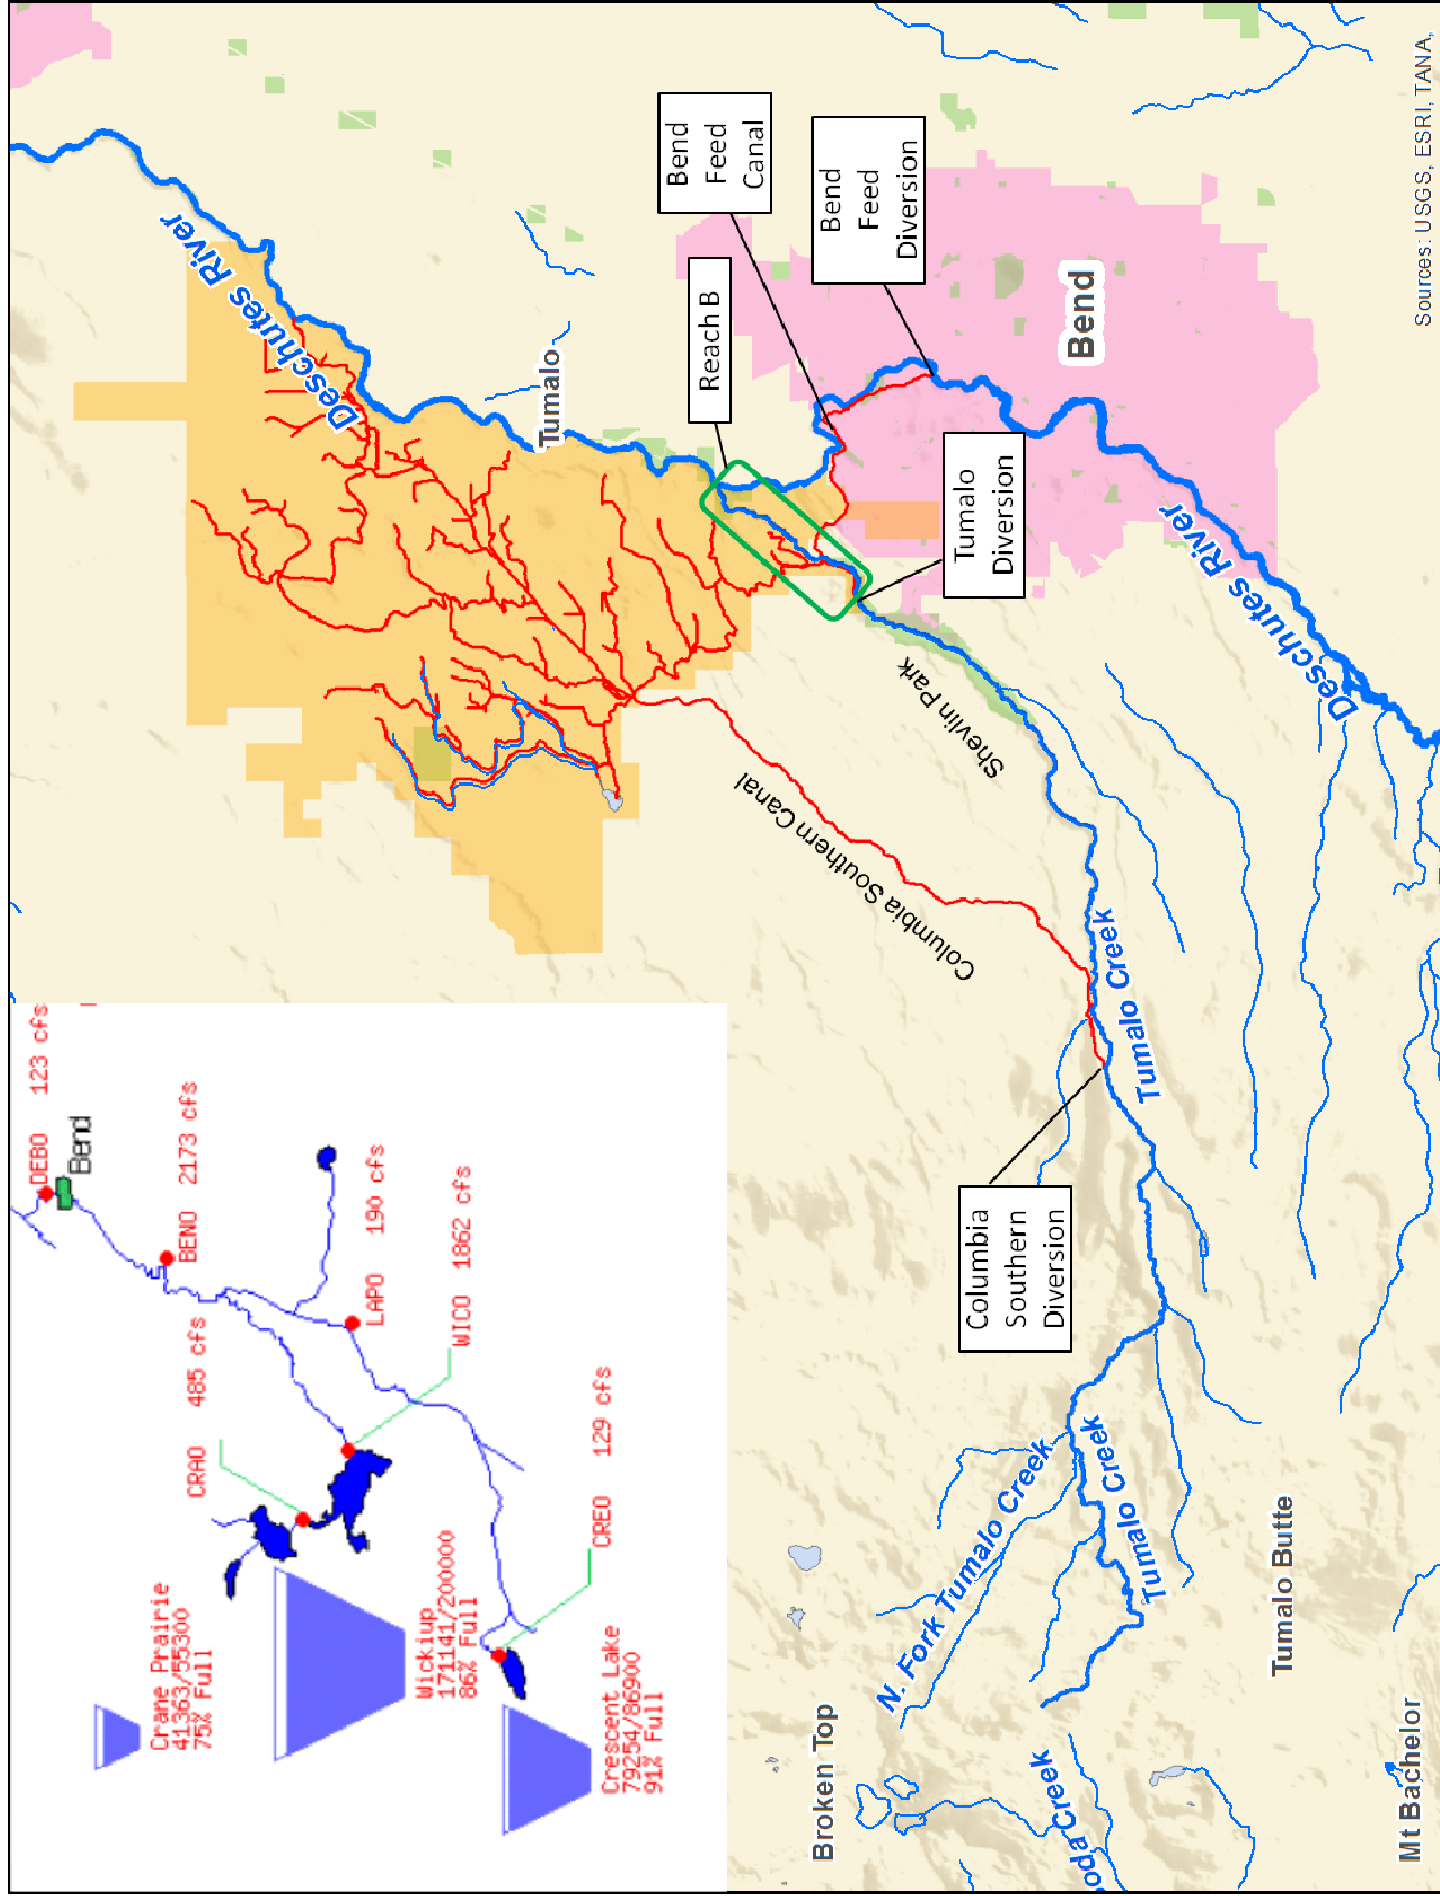 DEBO 123 cfs
Bend
BENO 2173 cfs
CRAO 485 cfs
LAPO 190 cfs
WICO 1862 cfs
CREO 129 cfs
Crane Prairie
41363/55300
75% Full
Wickiup
171141/200000
86% Full
Crescent Lake
79254/86900
91% Full
Deschutes River
Tumalo
Reach B
Bend
Feed
Canal
Bend
Feed
Diversion
Bend
Tumalo
Diversion
Shevlin Park
Columbia Southern Canal
Deschutes River
Tumalo Creek
Columbia
Southern
Diversion
N. Fork Tumalo Creek
Tumalo Creek
Tumalo Butte
Broken Top
ooda Creek
Mt Bachelor
Sources: USGS, ESRI, TANA,